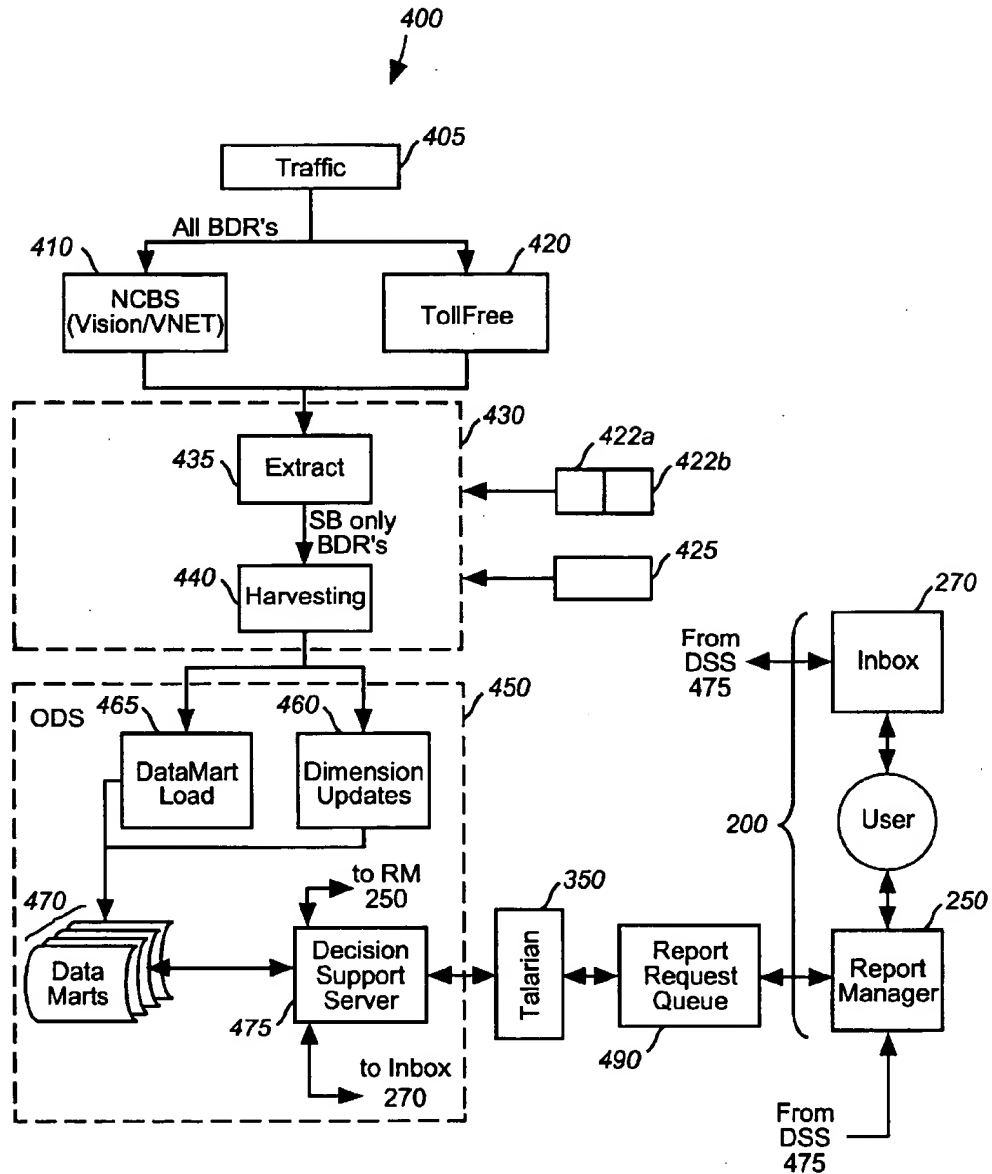 400
405
Traffic
All BDR's
410
420
NCBS
(Vision/VNET)
TollFree
430
435
Extract
422a
422b
SB only
BDR's
425
440
Harvesting
270
From
DSS
475
Inbox
450
ODS
465
460
DataMart
Load
Dimension
Updates
200
User
to RM
250
350
250
470
Data
Marts
Decision
Support
Server
475
Talarian
Report
Request
Queue
490
Report
Manager
to Inbox
270
From
DSS
475